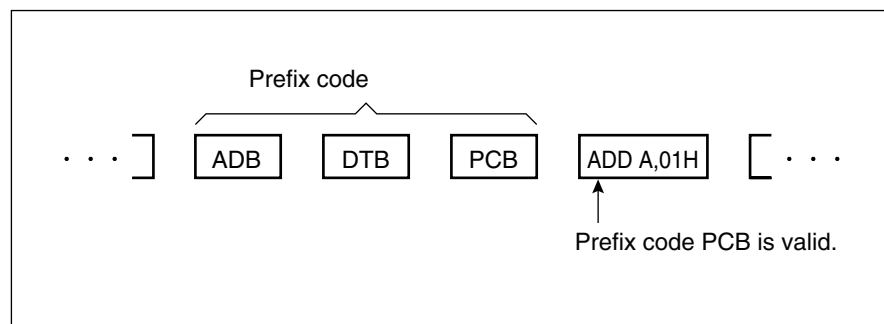 Prefix code
· · · ADB DTB PCB ADD A,01H · · ·
Prefix code PCB is valid.